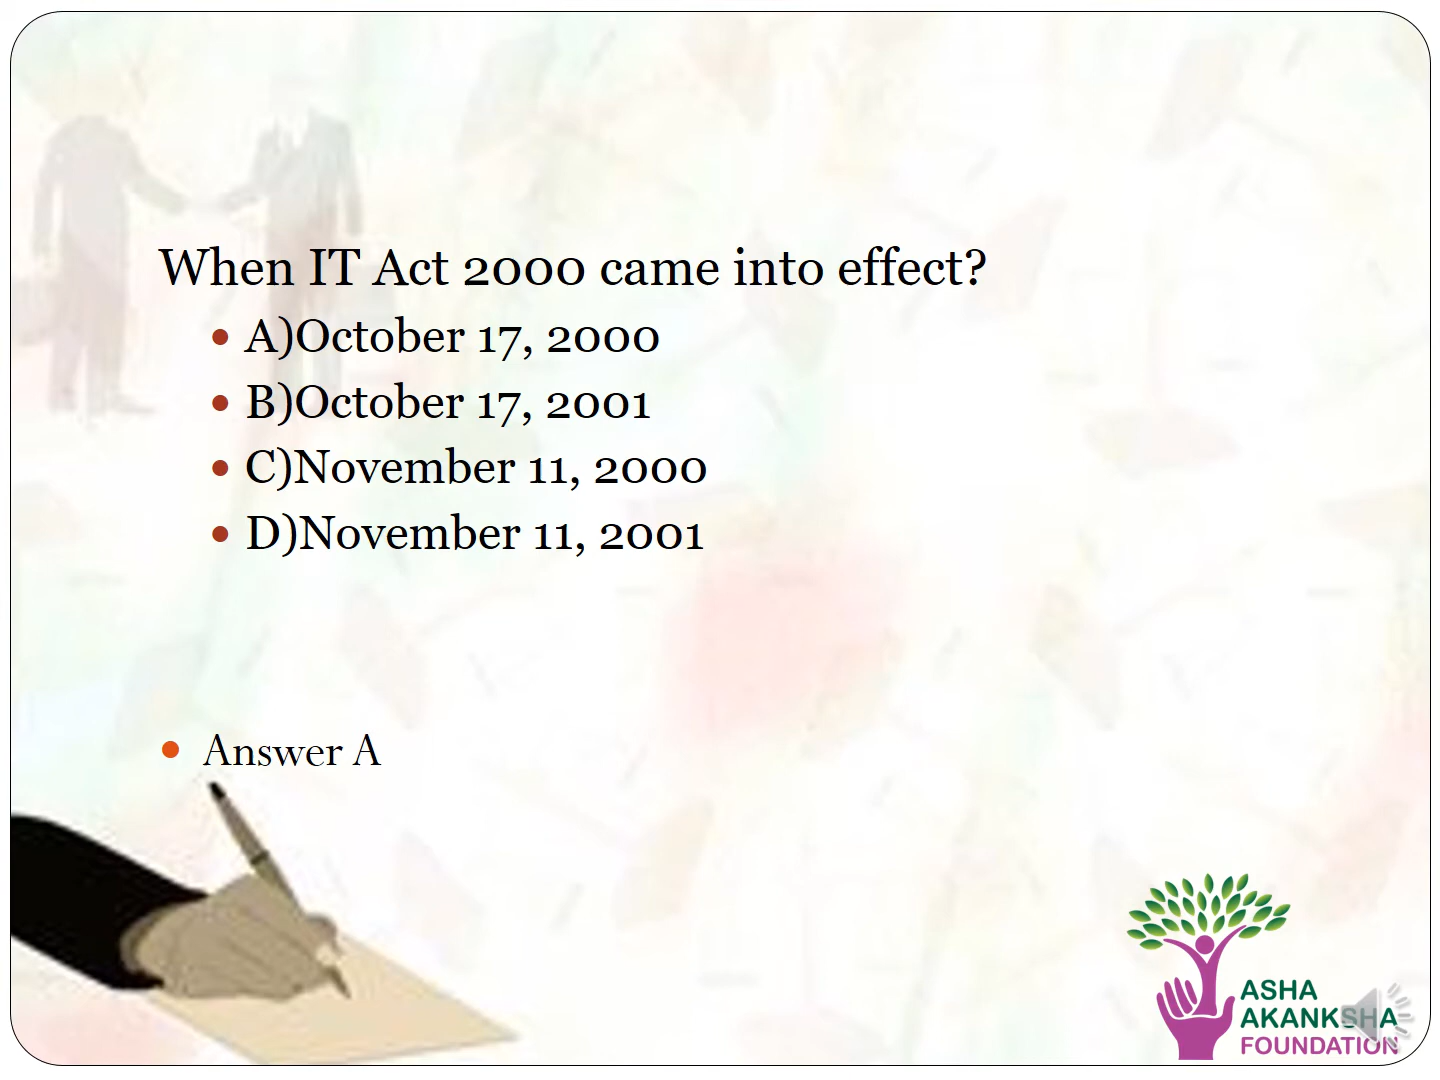 When IT Act 2000 came into effect?
• A)October 17, 2000
• B)October 17, 2001
• C)November 11, 2000
• D)November 11, 2001
• Answer A
ASHA
AKANKSHA
FOUNDATION